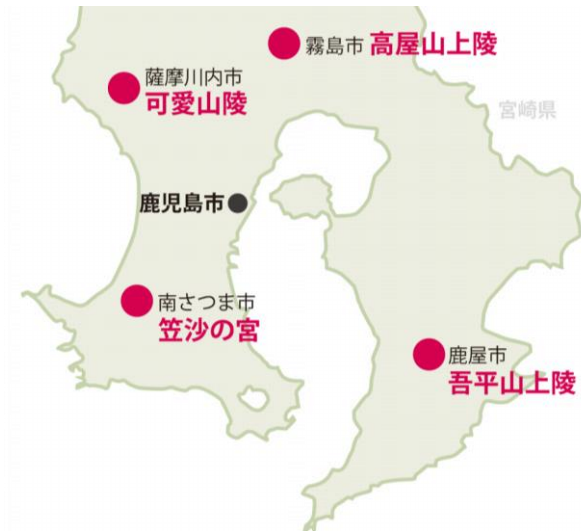 霧島市 高屋山上陵
薩摩川内市
可愛山陵
宮崎県
鹿児島市
南さつま市
笠沙の宮
鹿屋市
吾平山上陵